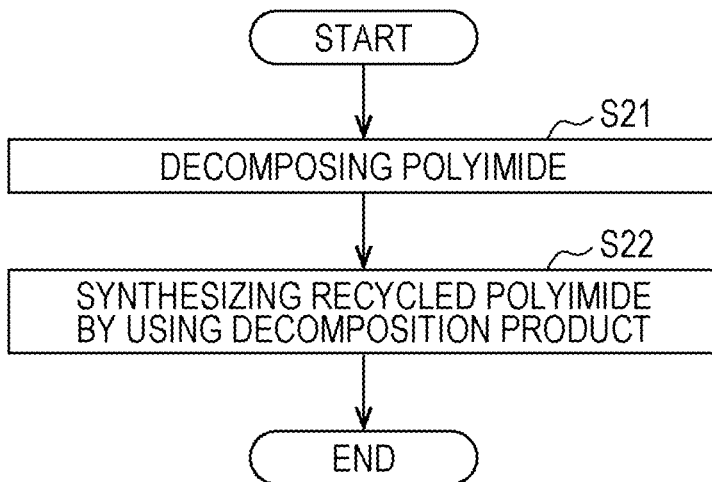 START
S21
DECOMPOSING POLYIMIDE
S22
SYNTHESIZING RECYCLED POLYIMIDE
BY USING DECOMPOSITION PRODUCT
END